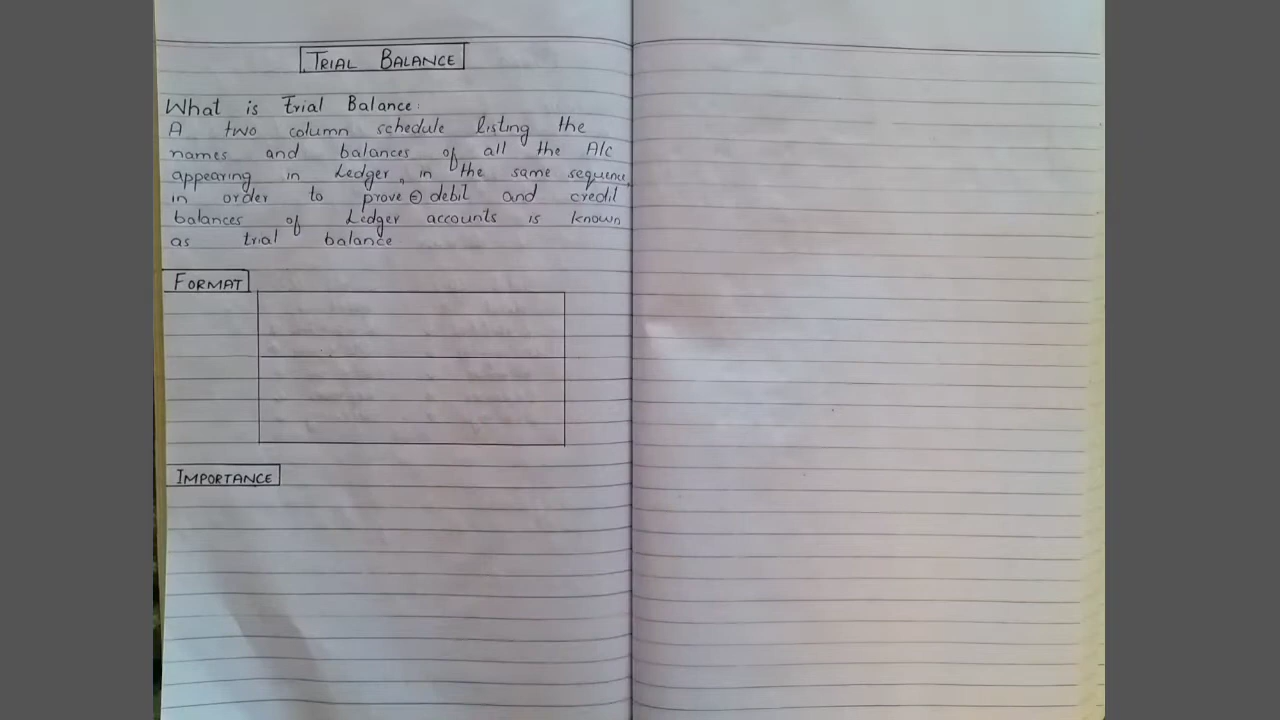 TRIAL BALANCE
What is trial Balance:
A two column schedule listing the
names and balances of all the A/c
appearing in Ledger, in the same sequence,
in order to prove debit and credit
balances of Ledger accounts is known
as trial balance
FORMAT
IMPORTANCE